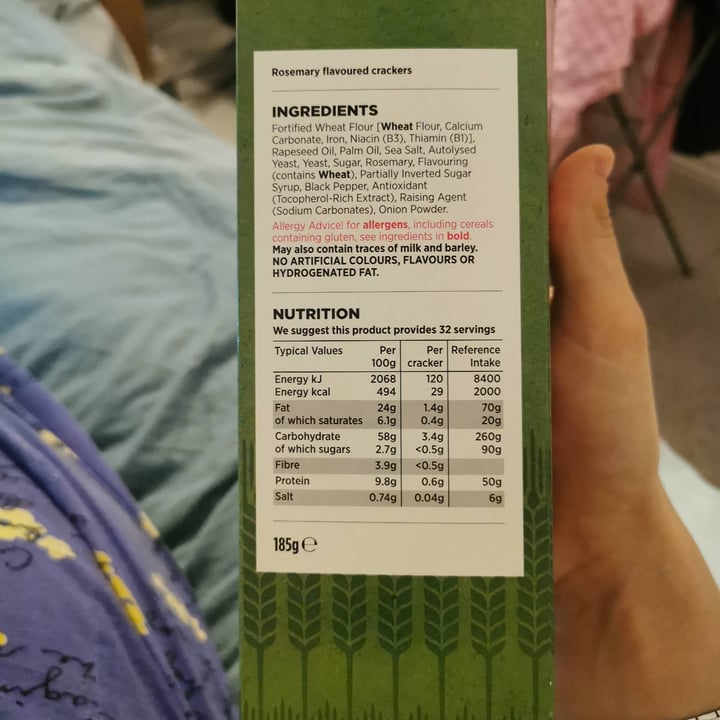 Rosemary flavoured crackers
INGREDIENTS
Fortified Wheat Flour [Wheat Flour, Calcium
Carbonate, Iron, Niacin (B3), Thiamin (B1)],
Rapeseed Oil, Palm Oil, Sea Salt, Autolysed
Yeast, Yeast, Sugar, Rosemary, Flavouring
(contains Wheat), Partially Inverted Sugar
Syrup, Black Pepper, Antioxidant
(Tocopherol-Rich Extract), Raising Agent
(Sodium Carbonates), Onion Powder.
Allergy Advice! for allergens, including cereals
containing gluten, see ingredients in bold.
May also contain traces of milk and barley.
NO ARTIFICIAL COLOURS, FLAVOURS OR
HYDROGENATED FAT.
NUTRITION
We suggest this product provides 32 servings
Typical Values Per Per Reference
100g cracker Intake
Energy kJ 2068 120 8400
Energy kcal 494 29 2000
Fat 24g 1.4g 70g
of which saturates 6.1g 0.4g 20g
Carbohydrate 58g 3.4g 260g
of which sugars 2.7g <0.5g 90g
Fibre 3.9g <0.5g
Protein 9.8g 0.6g 50g
Salt 0.74g 0.04g 6g
185g ℮